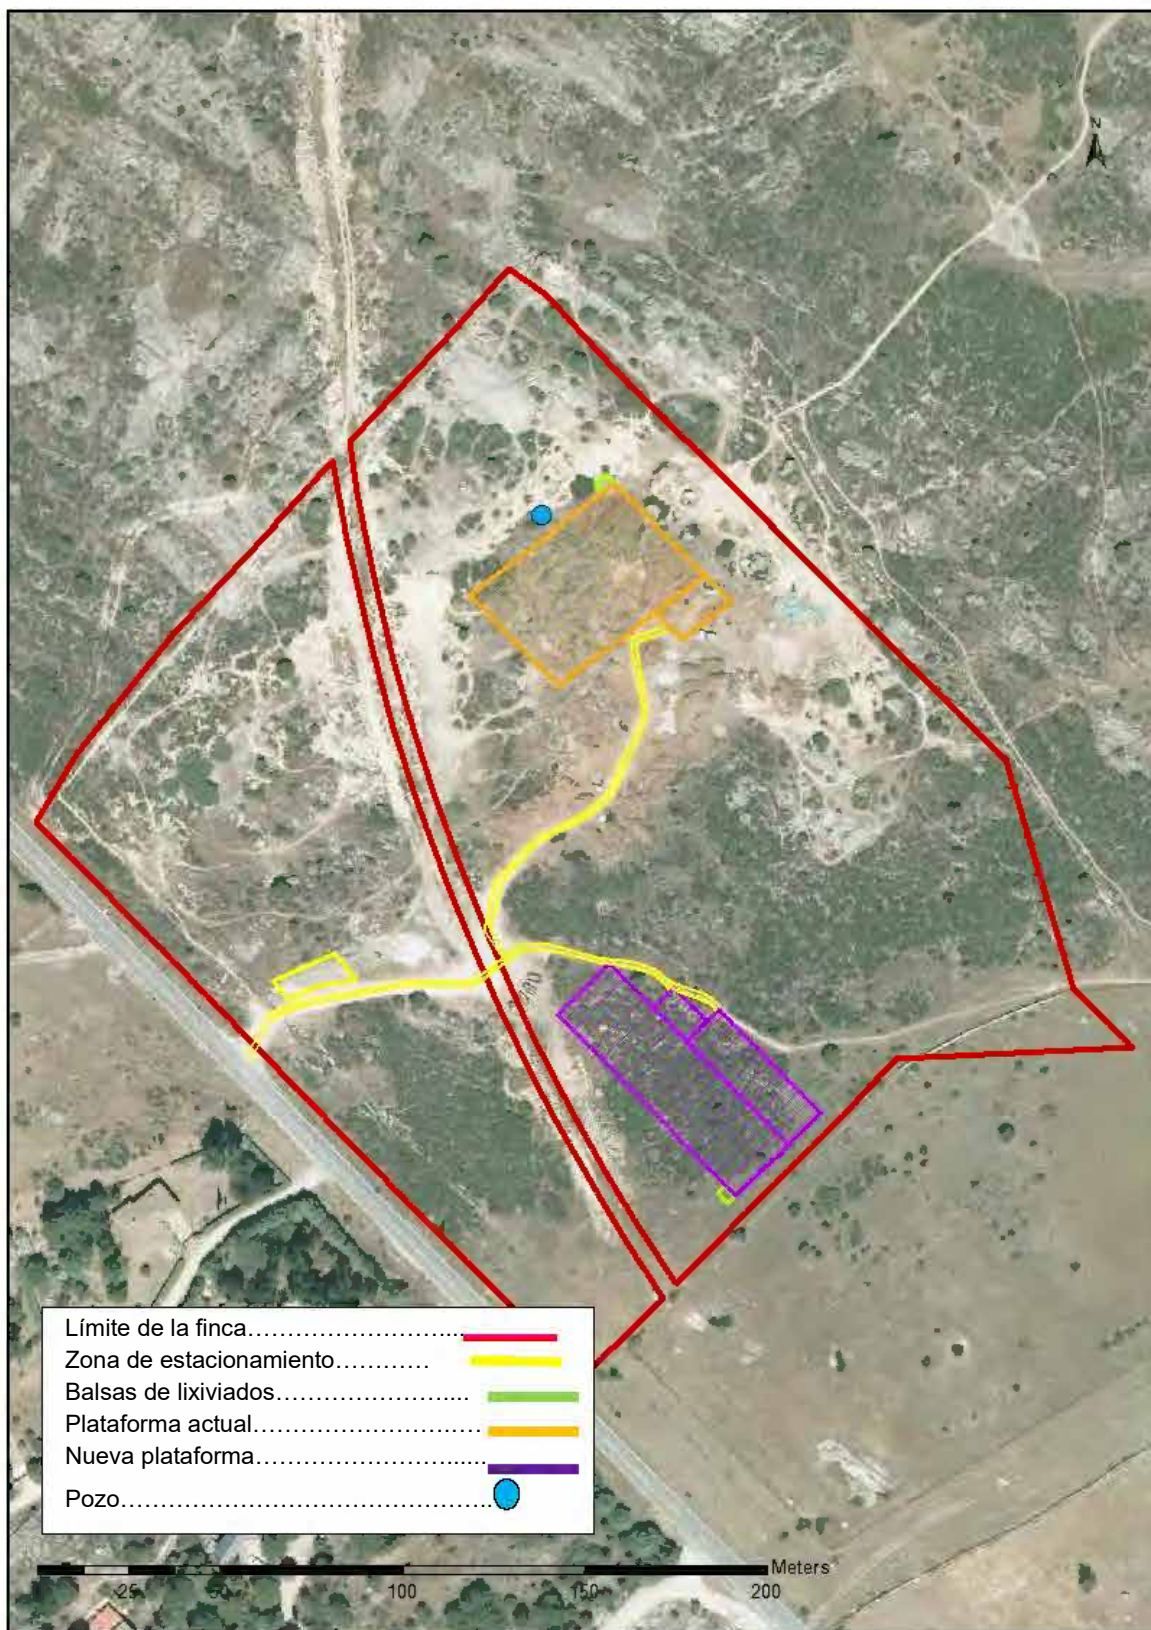 N
Límite de la finca……………………....
Zona de estacionamiento…………
Balsas de lixiviados…………………....
Plataforma actual…………………….…
Nueva plataforma……………………......
Pozo……………………………………….
Meters
25 50 100 150 200